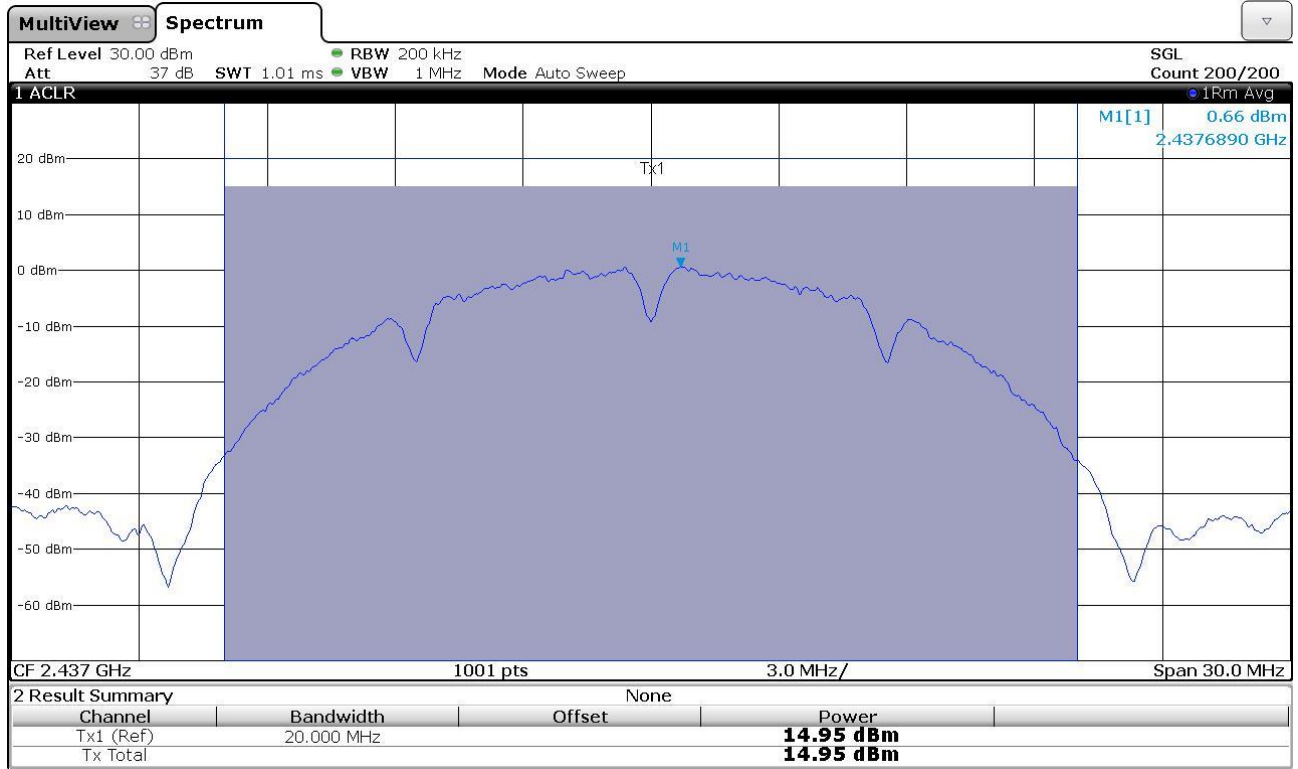 MultiView Spectrum
Ref Level 30.00 dBm RBW 200 kHz SGL
Att 37 dB SWT 1.01 ms VBW 1 MHz Mode Auto Sweep Count 200/200
1 ACLR 1Rm Avg
M1[1] 0.66 dBm
2.4376890 GHz
20 dBm
Tx1
10 dBm
M1
0 dBm
-10 dBm
-20 dBm
-30 dBm
-40 dBm
-50 dBm
-60 dBm
CF 2.437 GHz 1001 pts 3.0 MHz/ Span 30.0 MHz
2 Result Summary None
Channel Bandwidth Offset Power
Tx1 (Ref) 20.000 MHz 14.95 dBm
Tx Total 14.95 dBm